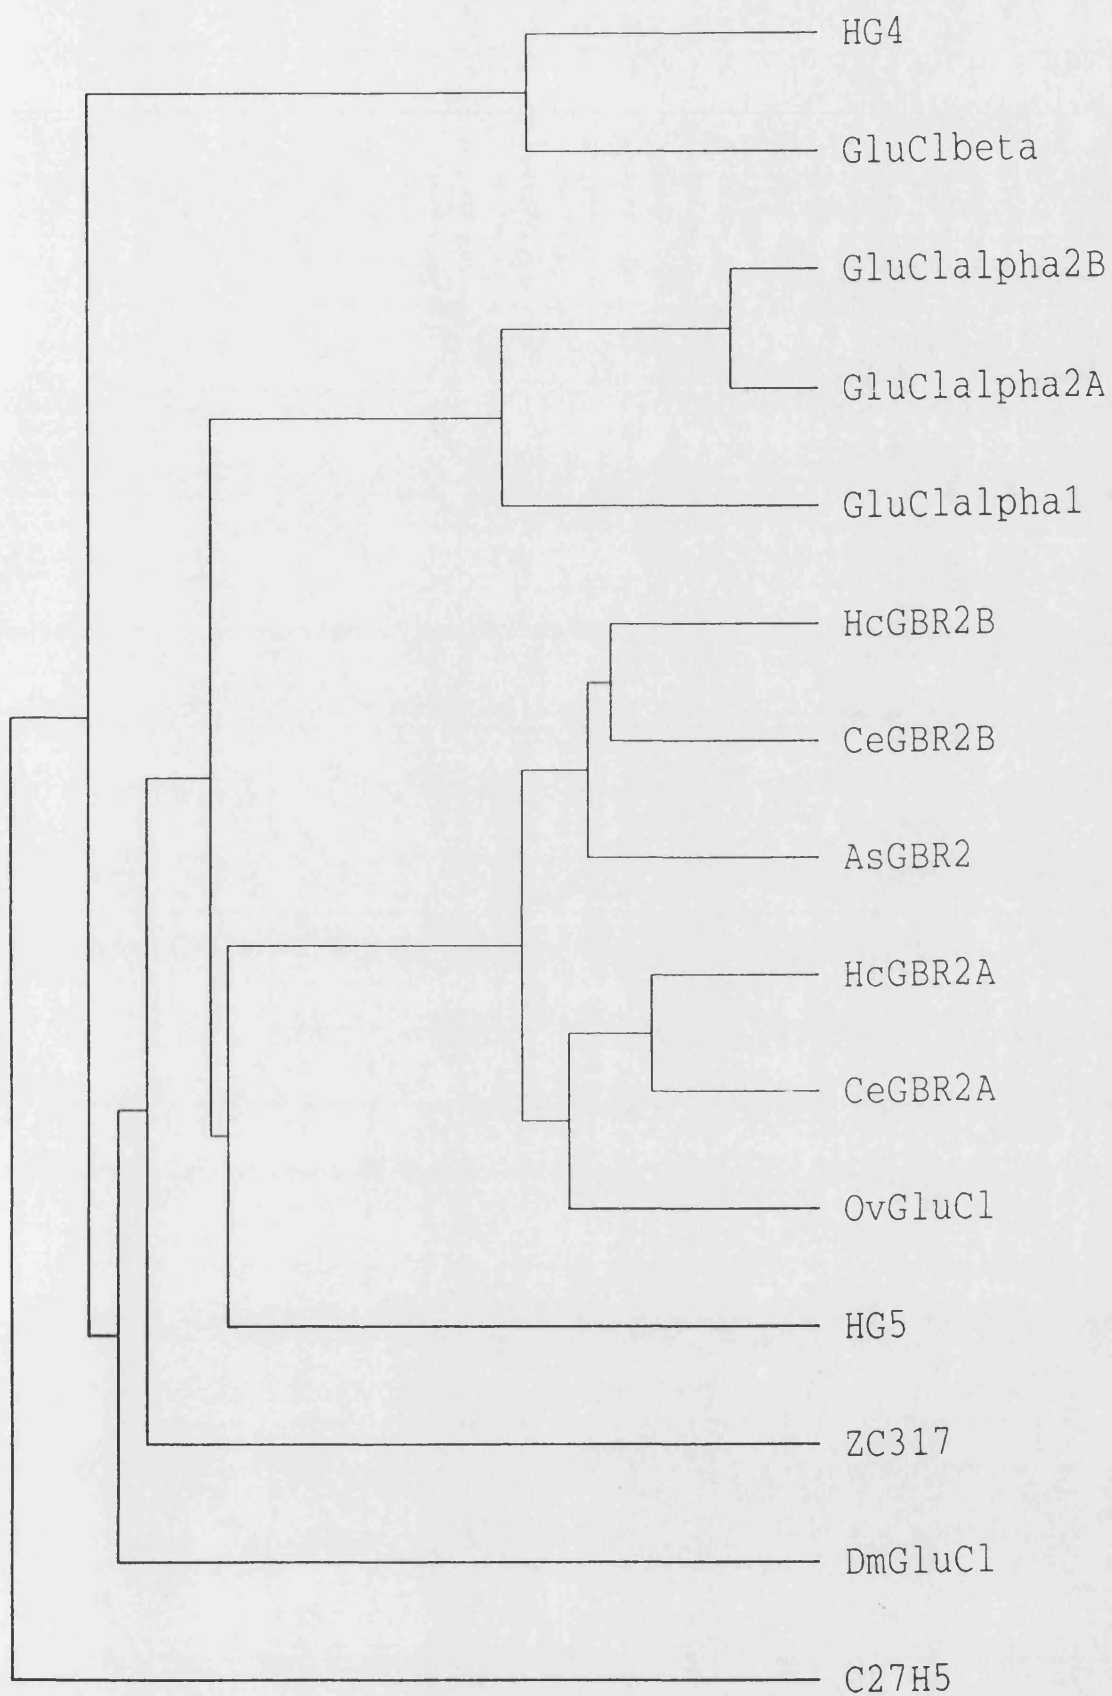 HG4
GluClbeta
GluClalpha2B
GluClalpha2A
GluClalpha1
HcGBR2B
CeGBR2B
AsGBR2
HcGBR2A
CeGBR2A
OvGluCl
HG5
ZC317
DmGluCl
C27H5